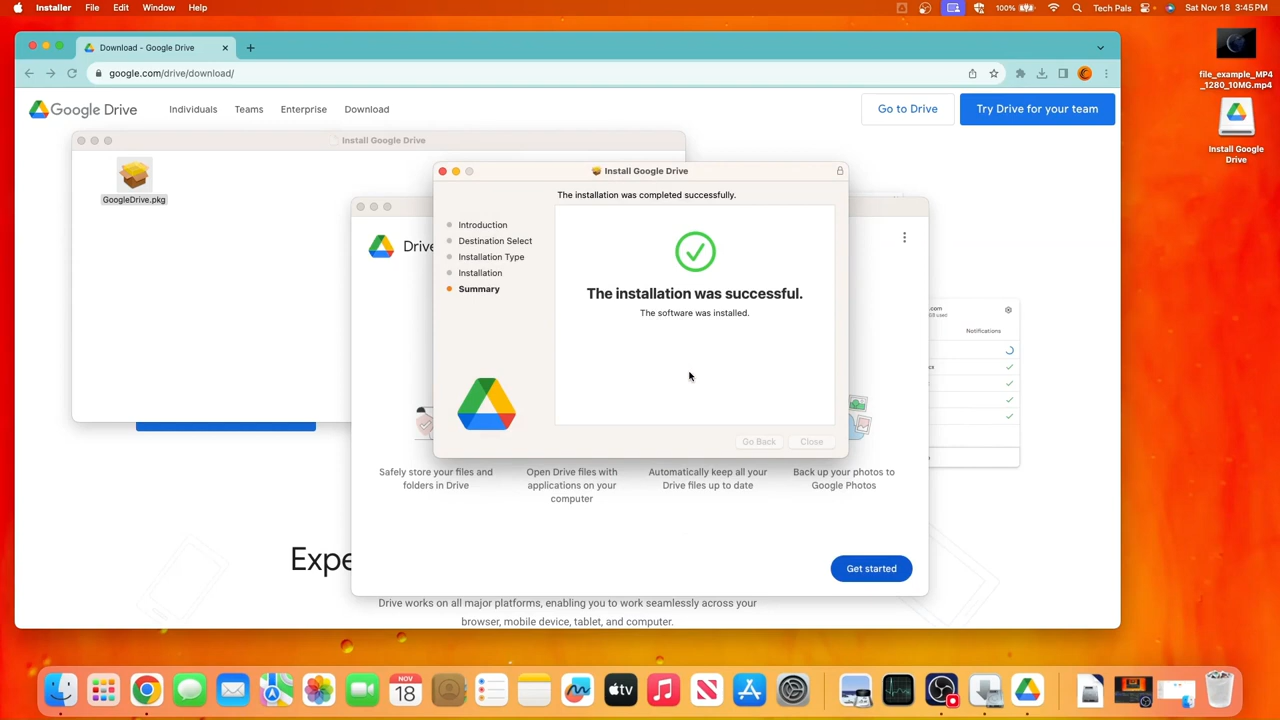 Installer File Edit Window Help 100% Tech Pals Sat Nov 18 3:45 PM
Download - Google Drive
google.com/drive/download/
Google Drive Individuals Teams Enterprise Download Go to Drive Try Drive for your team
Install Google Drive
GoogleDrive.pkg
Install Google Drive
The installation was completed successfully.
Introduction
Destination Select
Installation Type
Installation
Summary
The installation was successful.
The software was installed.
Go Back Close
Drive
.com
Notifications
Safely store your files and
folders in Drive
Open Drive files with
applications on your
computer
Automatically keep all your
Drive files up to date
Back up your photos to
Google Photos
Get started
Expe
Drive works on all major platforms, enabling you to work seamlessly across your
browser, mobile device, tablet, and computer.
file_example_MP4
_1280_10MG.mp4
Install Google
Drive
NOV
18
tv